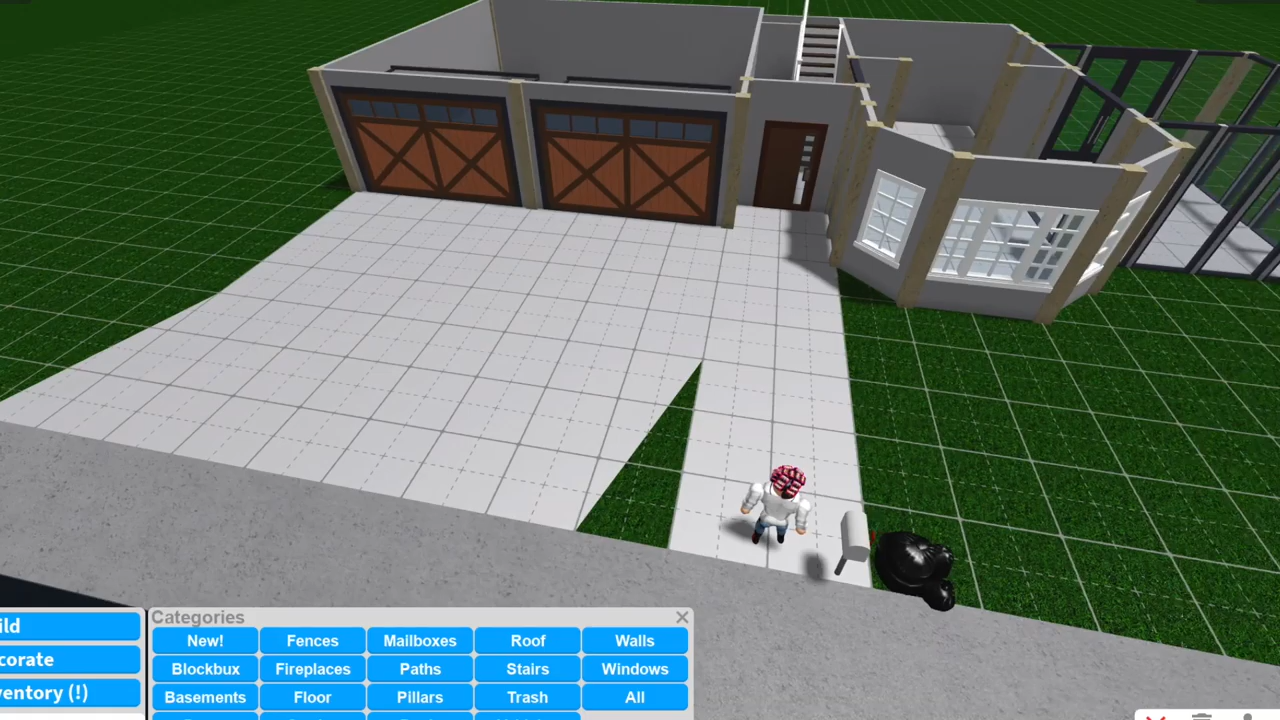 ild
corate
ventory (!)
Categories
New! Fences Mailboxes Roof Walls
Blockbux Fireplaces Paths Stairs Windows
Basements Floor Pillars Trash All